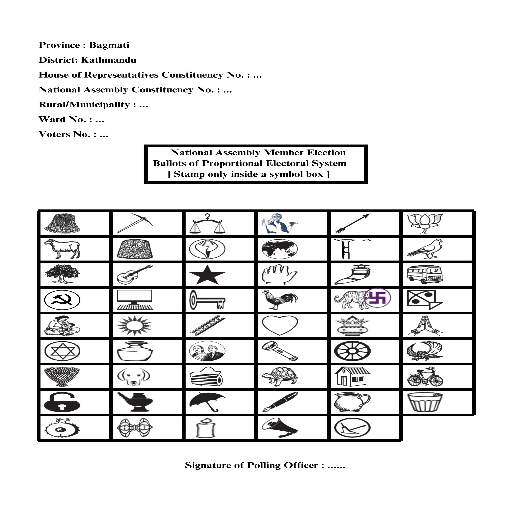 Province : Bagmati
District: Kathmandu
House of Representatives Constituency No. : ...
National Assembly Constituency No. : ...
Rural/Municipality : ...
Ward No. : ...
Voters No. : ...
National Assembly Member Election
Ballots of Proportional Electoral System
[ Stamp only inside a symbol box ]
Signature of Polling Officer : ......